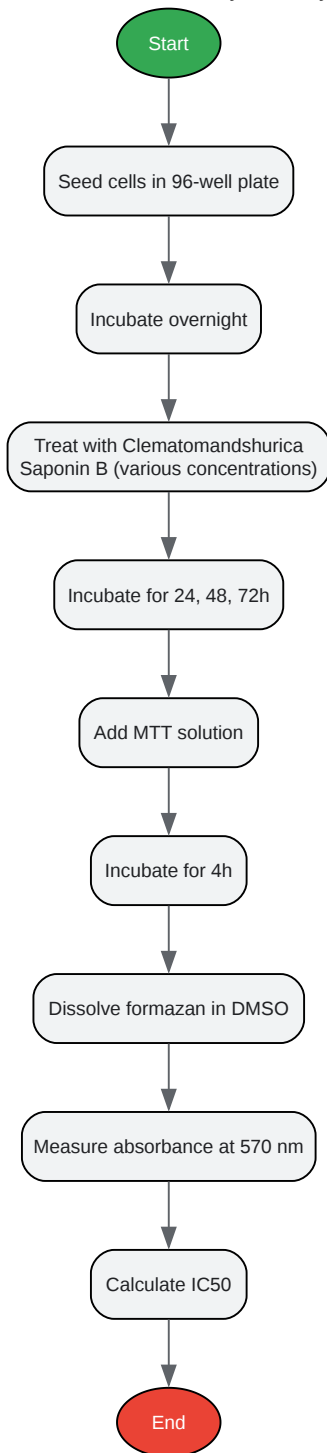 Start
Seed cells in 96-well plate
Incubate overnight
Treat with Clematomandshurica
Saponin B (various concentrations)
Incubate for 24, 48, 72h
Add MTT solution
Incubate for 4h
Dissolve formazan in DMSO
Measure absorbance at 570 nm
Calculate IC50
End